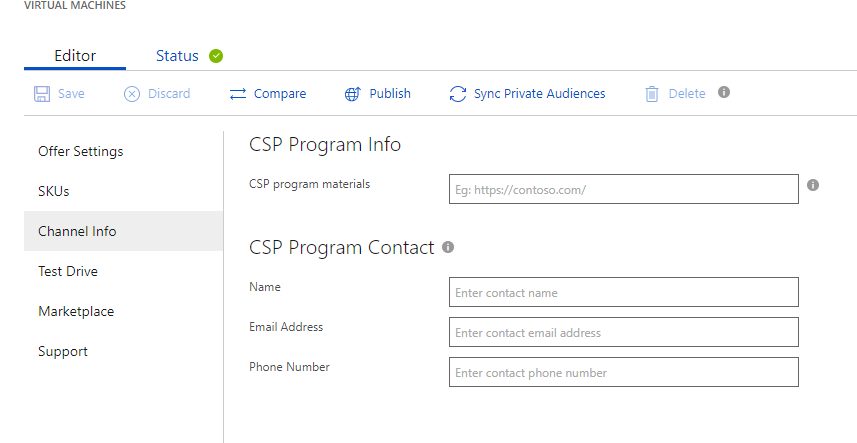 VIRTUAL MACHINES
Editor Status
Save Discard Compare Publish Sync Private Audiences Delete
Offer Settings
SKUs
Channel Info
Test Drive
Marketplace
Support
CSP Program Info
CSP program materials Eg: https://contoso.com/
CSP Program Contact
Name Enter contact name
Email Address Enter contact email address
Phone Number Enter contact phone number